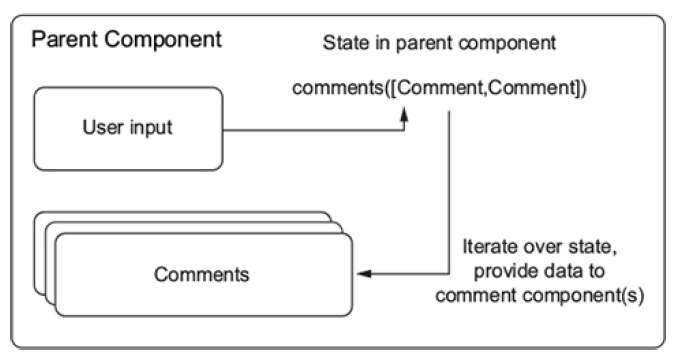 Parent Component
State in parent component
comments([Comment,Comment])
User input
Comments
Iterate over state,
provide data to
comment component(s)